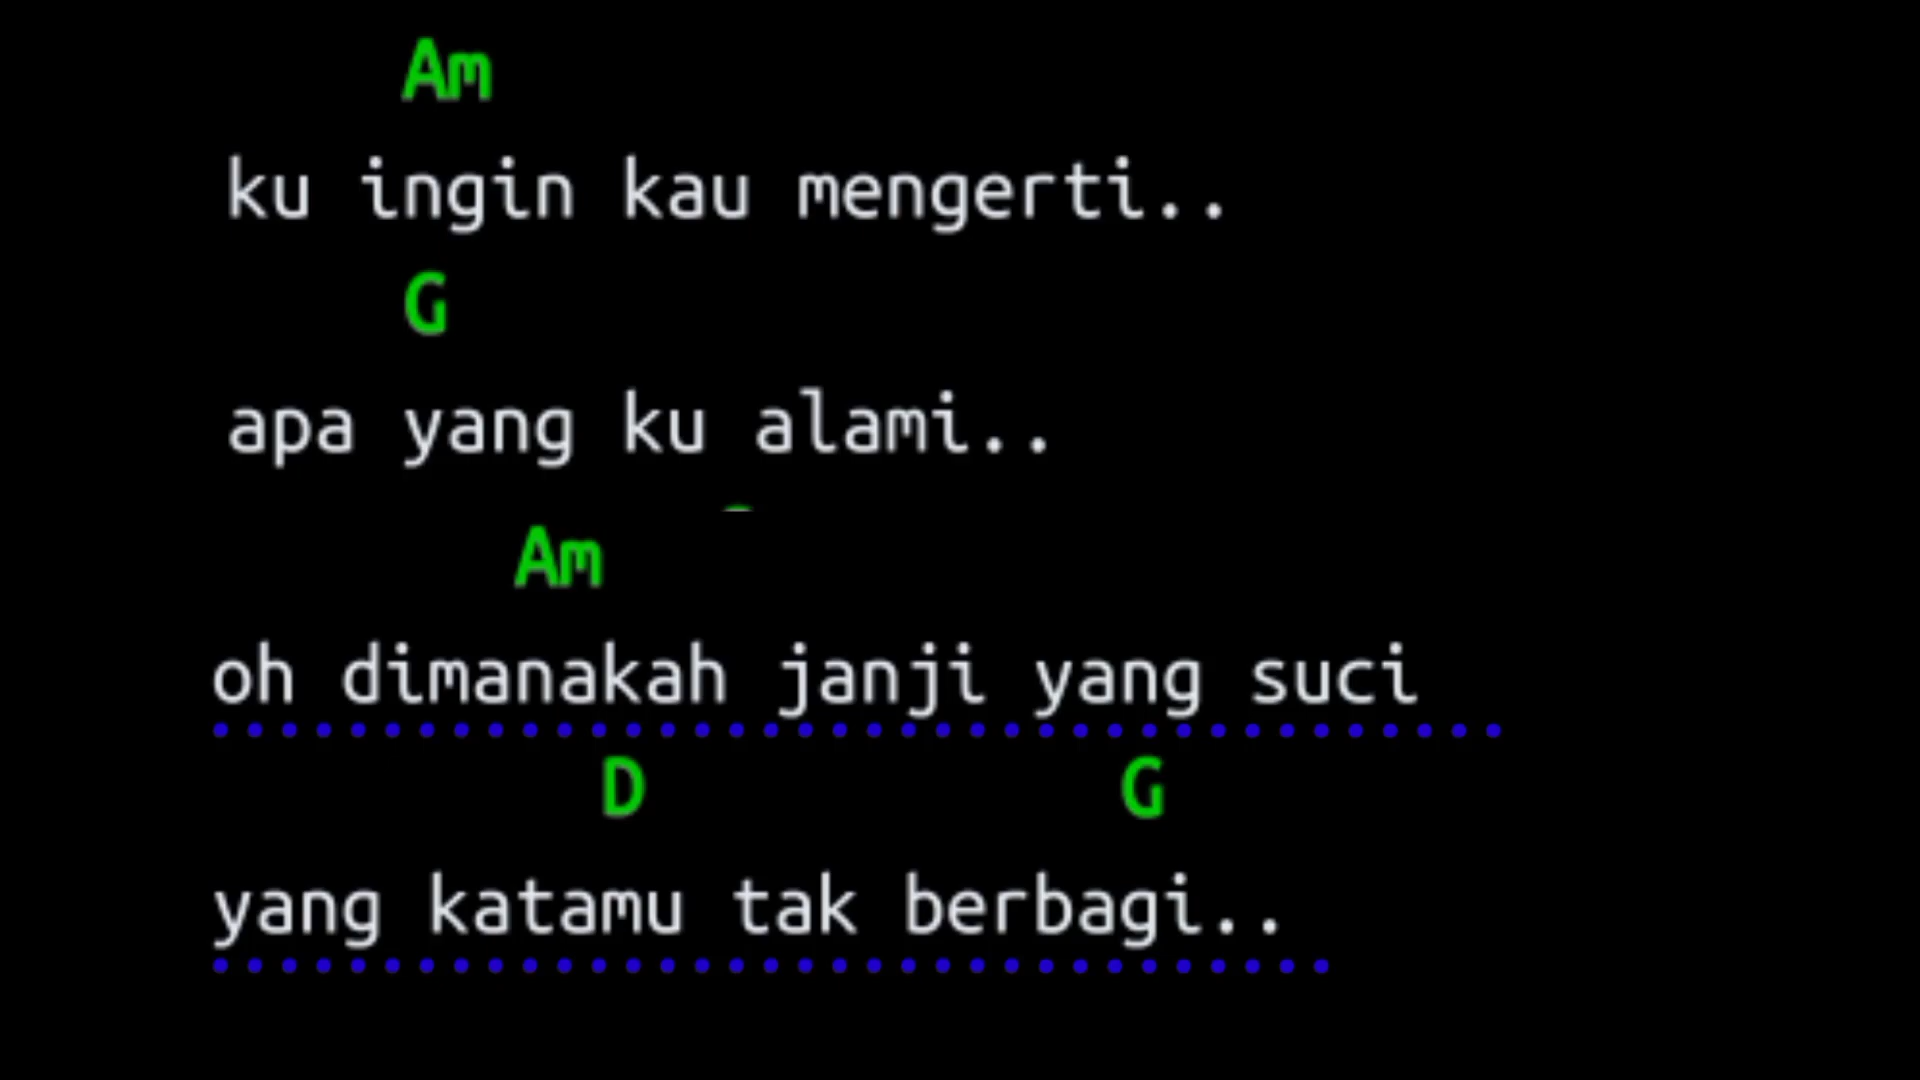 Am
ku ingin kau mengerti..
G
apa yang ku alami..
Am
oh dimanakah janji yang suci
D G
yang katamu tak berbagi..